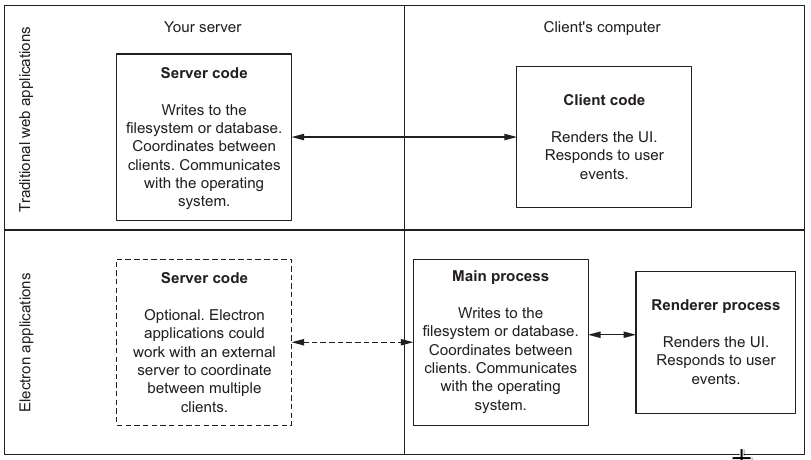 Your server
Client's computer
Traditional web applications
Server code
Writes to the
filesystem or database.
Coordinates between
clients. Communicates
with the operating
system.
Client code
Renders the UI.
Responds to user
events.
Electron applications
Server code
Optional. Electron
applications could
work with an external
server to coordinate
between multiple
clients.
Main process
Writes to the
filesystem or database.
Coordinates between
clients. Communicates
with the operating
system.
Renderer process
Renders the UI.
Responds to user
events.